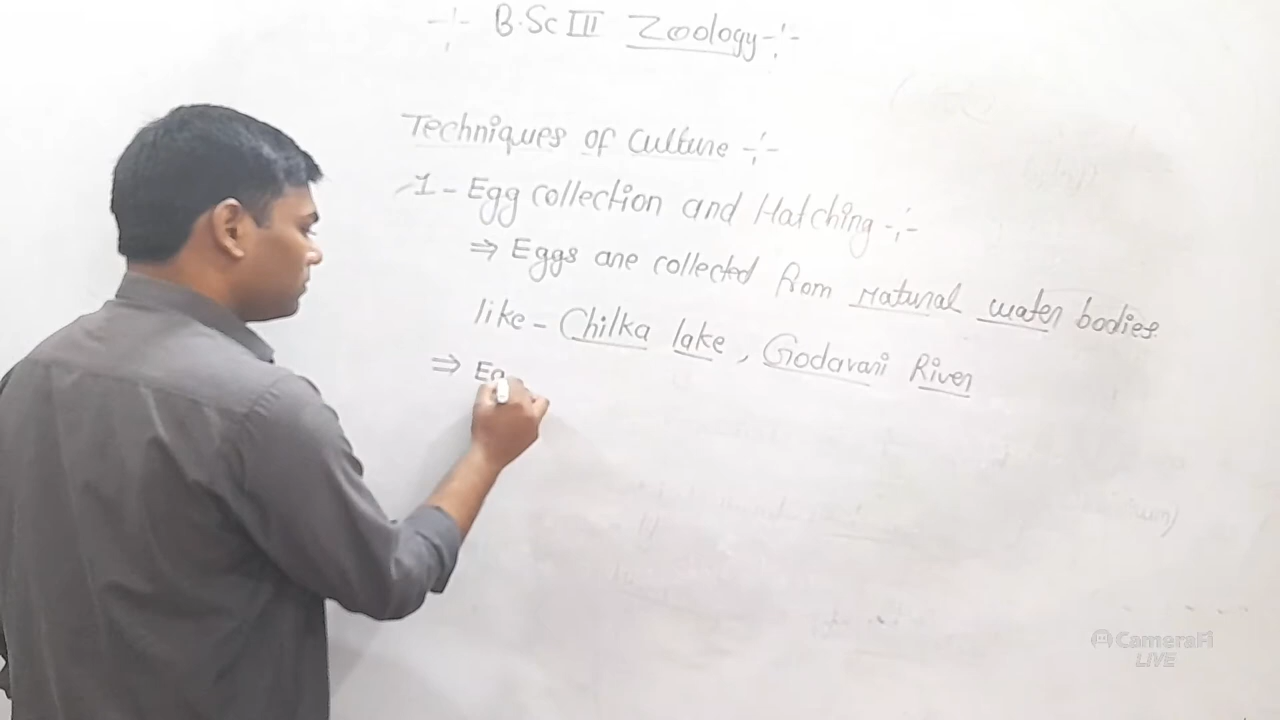 -:- B.Sc III Zoology -:-
Techniques of Culture -:-
1- Egg collection and Hatching -:-
⇒ Eggs are collected from Natural water bodies.
like - Chilka lake, Godavari River
⇒ Eg
CameraFi
LIVE